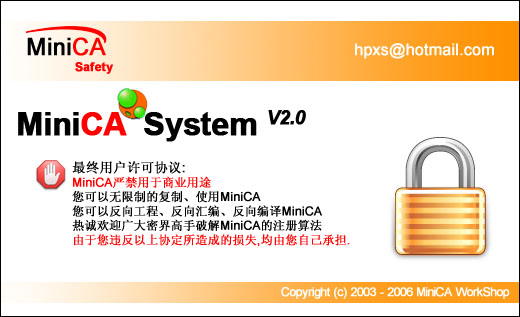 MiniCA
Safety
hpxs@hotmail.com
MiniCA System V2.0
最终用户许可协议:
MiniCA严禁用于商业用途
您可以无限制的复制、使用MiniCA
您可以反向工程、反向汇编、反向编译MiniCA
热诚欢迎广大密界高手破解MiniCA的注册算法
由于您违反以上协定所造成的损失,均由您自己承担.
Copyright (c) 2003 - 2006 MiniCA WorkShop